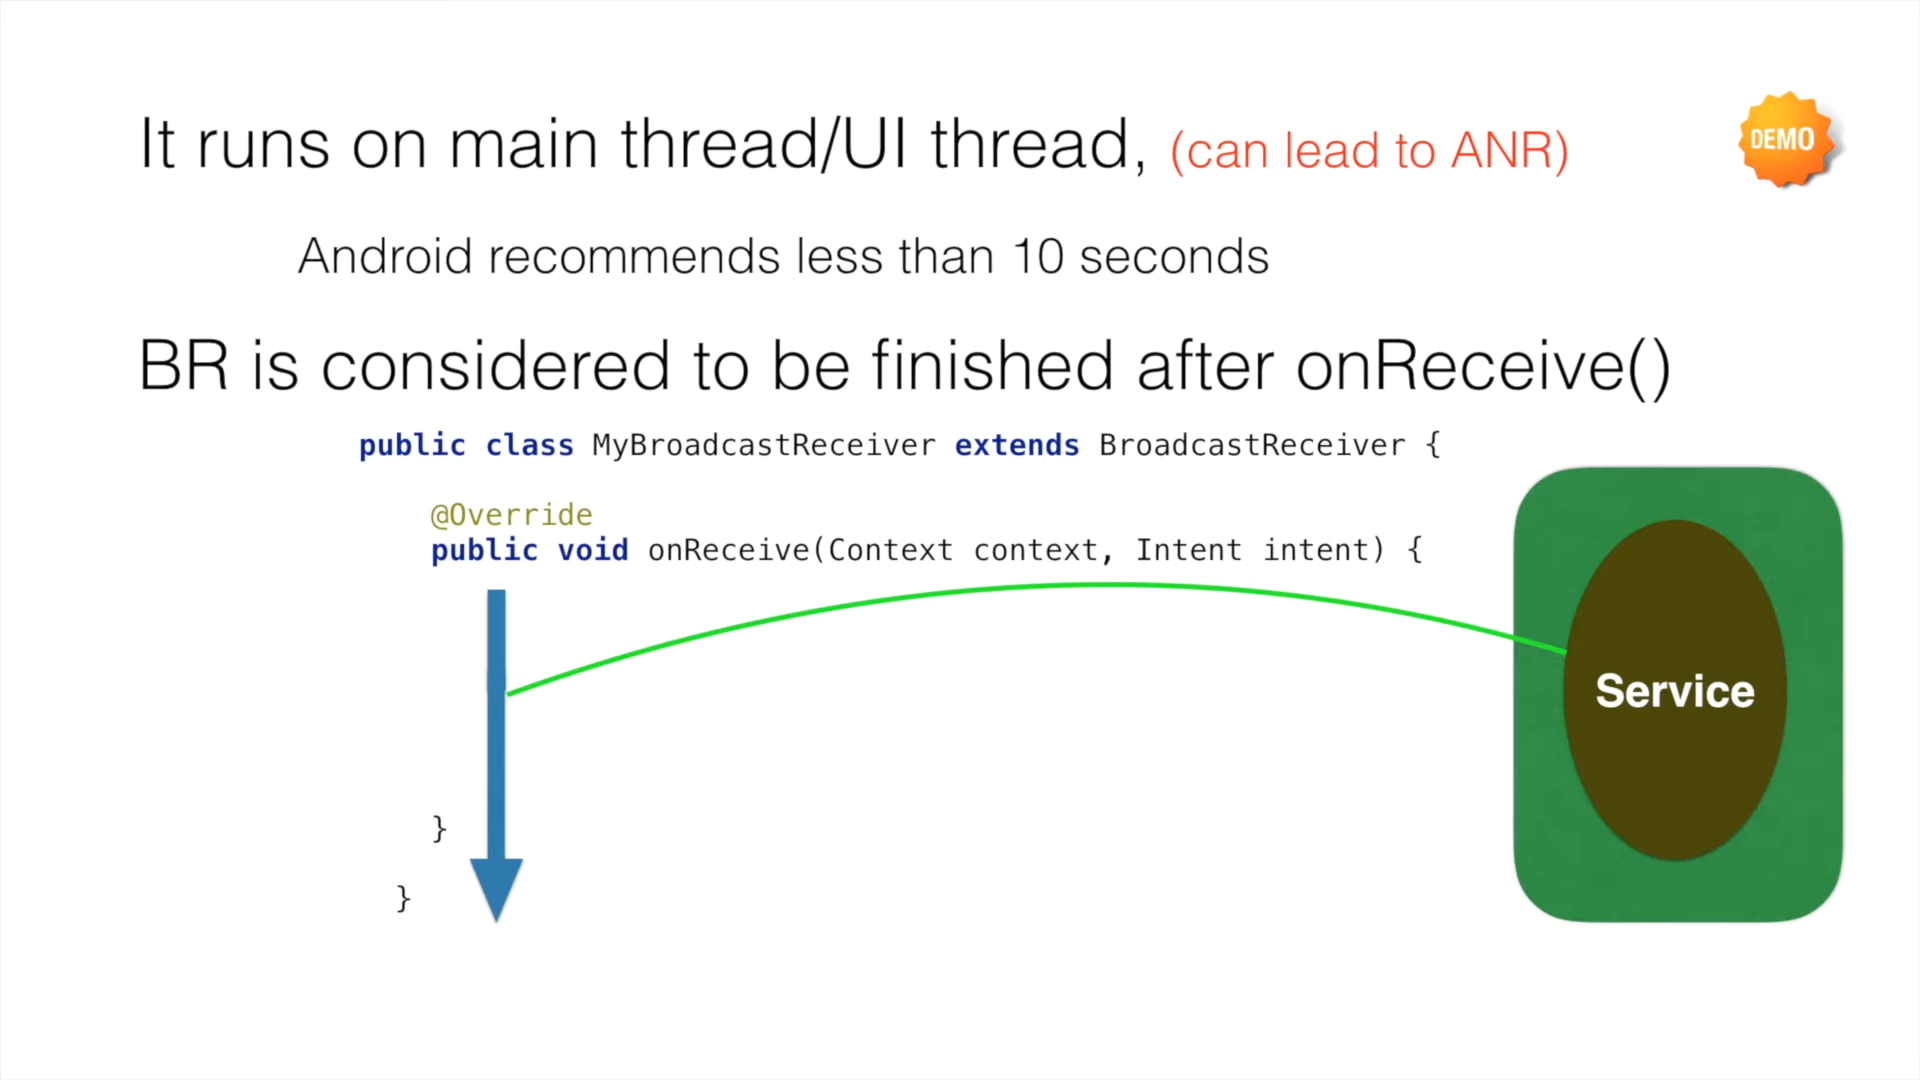 It runs on main thread/UI thread, (can lead to ANR)
DEMO
Android recommends less than 10 seconds
BR is considered to be finished after onReceive()
public class MyBroadcastReceiver extends BroadcastReceiver {
@Override
public void onReceive(Context context, Intent intent) {
Service
}
}